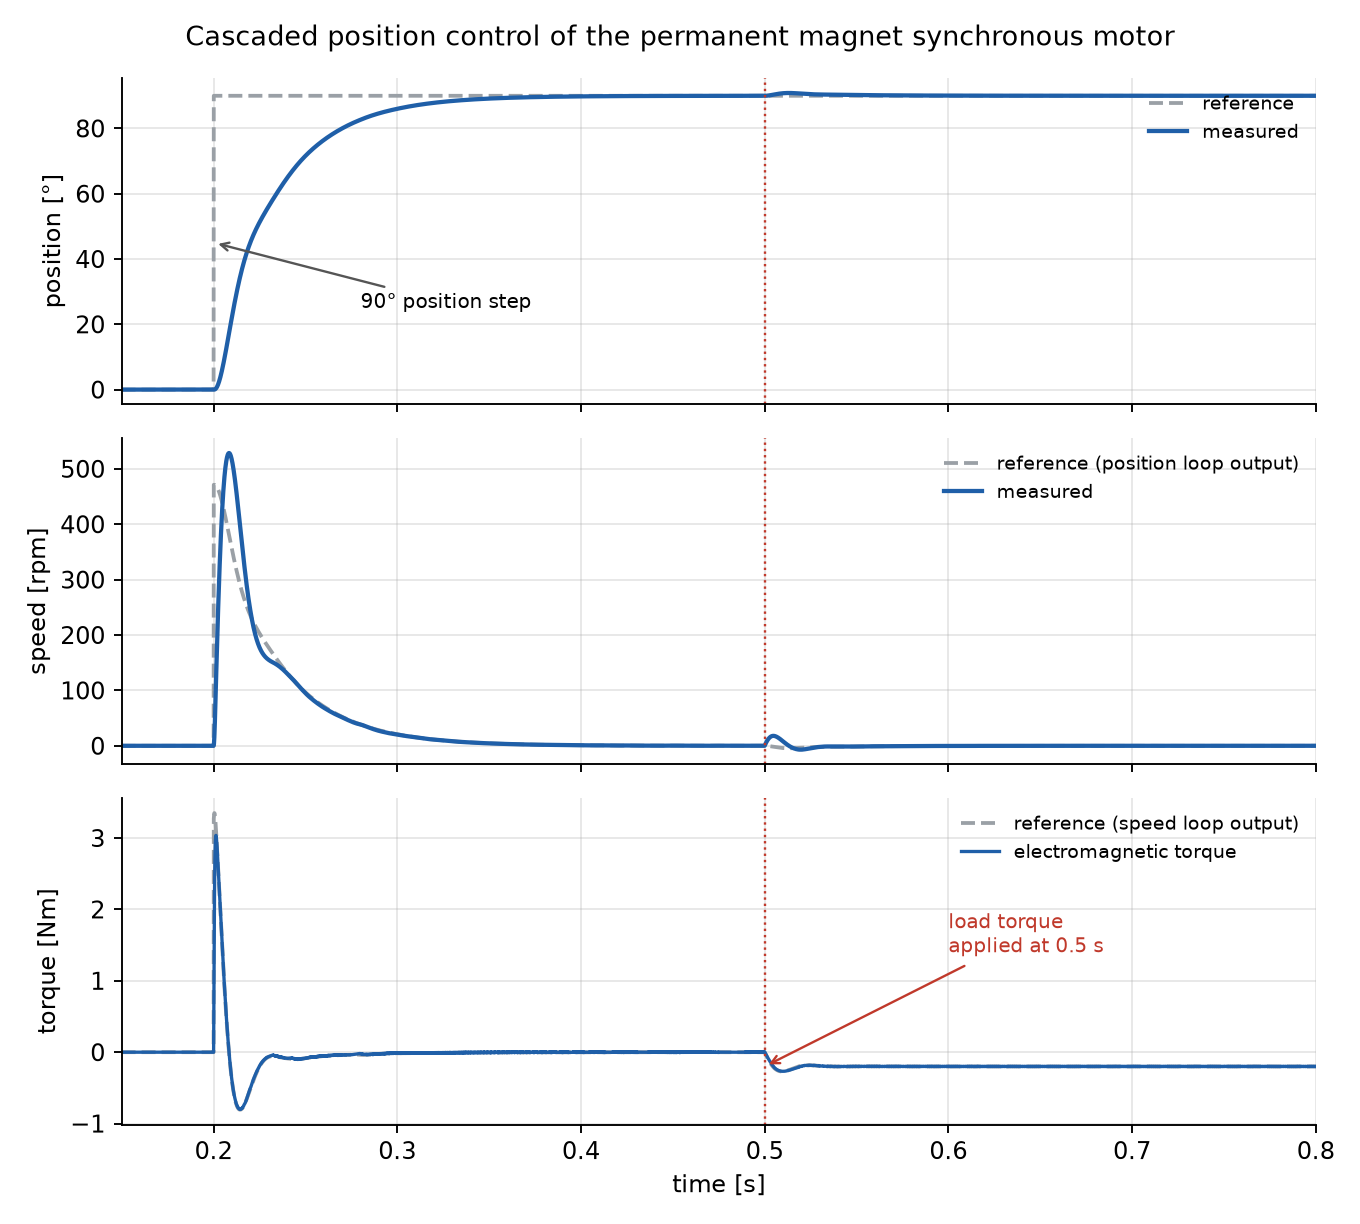 Cascaded position control of the permanent magnet synchronous motor
position [°]
80
60
40
20
0
reference
measured
90° position step
speed [rpm]
500
400
300
200
100
0
reference (position loop output)
measured
torque [Nm]
3
2
1
0
−1
reference (speed loop output)
electromagnetic torque
load torque
applied at 0.5 s
0.2 0.3 0.4 0.5 0.6 0.7 0.8
time [s]